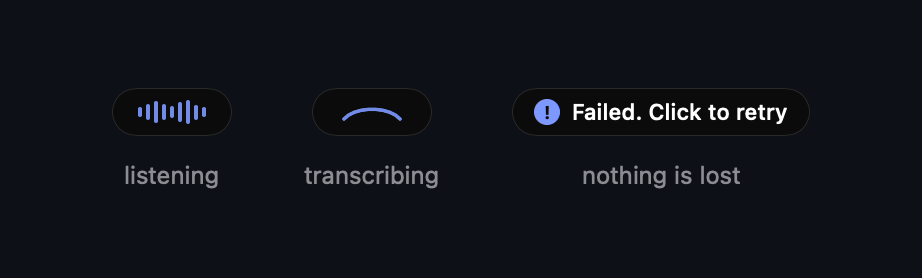 Failed. Click to retry
listening
transcribing
nothing is lost